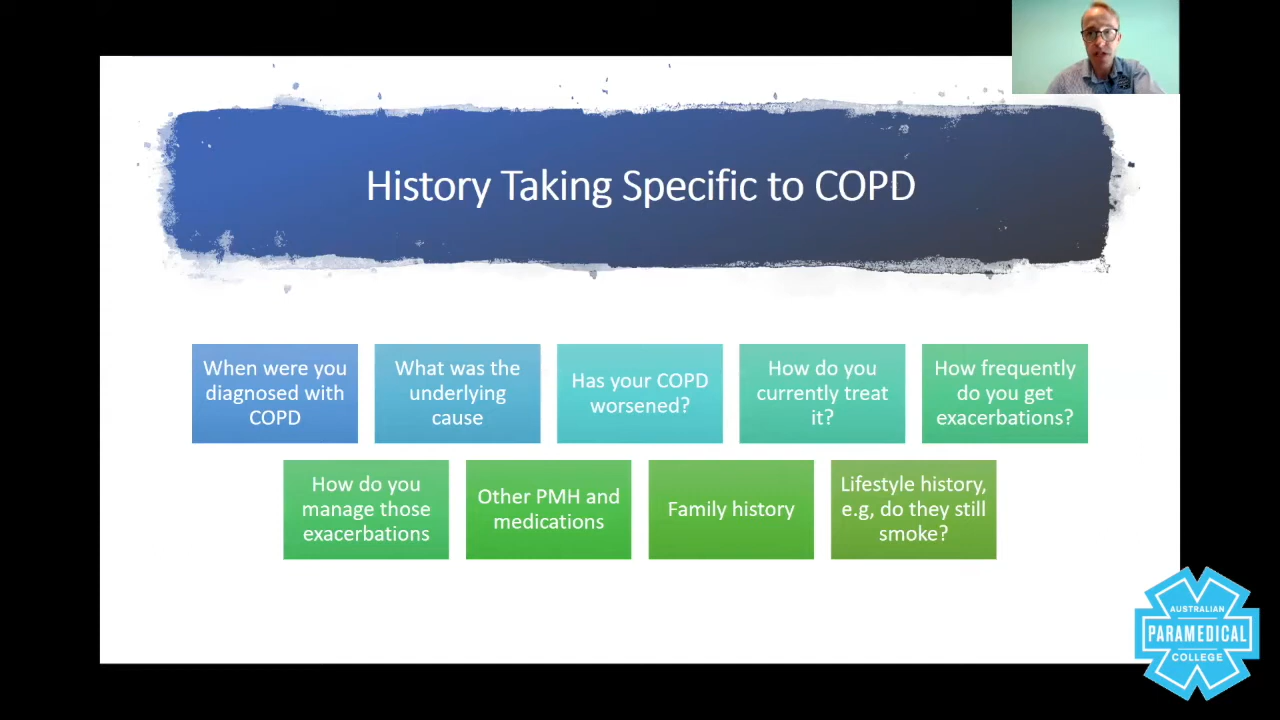 History Taking Specific to COPD
When were you
diagnosed with
COPD
What was the
underlying
cause
Has your COPD
worsened?
How do you
currently treat
it?
How frequently
do you get
exacerbations?
How do you
manage those
exacerbations
Other PMH and
medications
Family history
Lifestyle history,
e.g, do they still
smoke?
AUSTRALIAN
PARAMEDICAL
COLLEGE